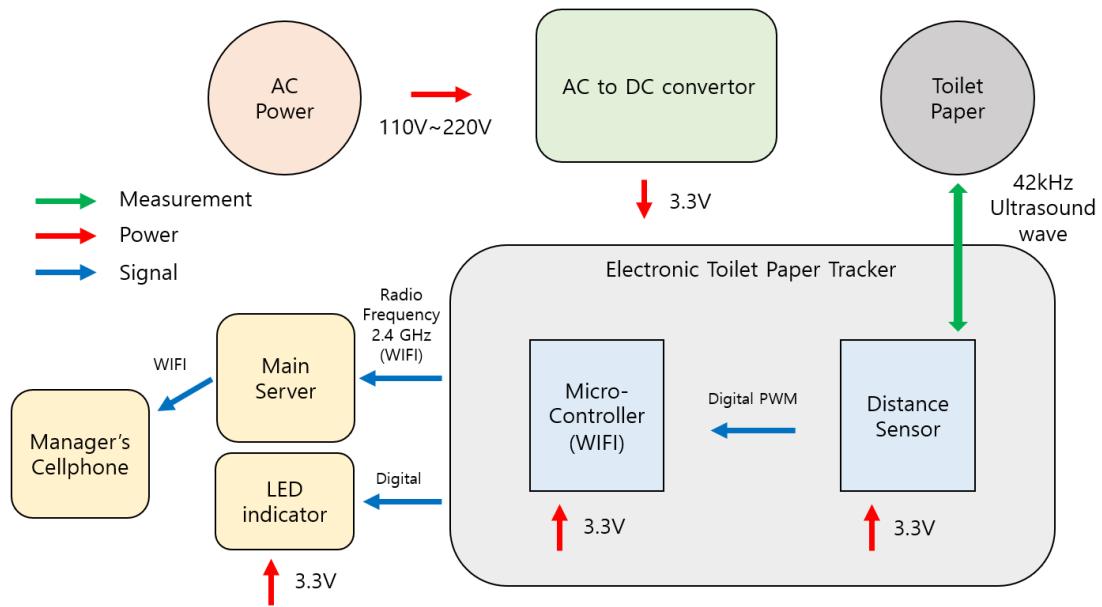 AC
Power
110V~220V
AC to DC convertor
Toilet
Paper
3.3V
42kHz
Ultrasound
wave
Measurement
Power
Signal
Electronic Toilet Paper Tracker
Radio
Frequency
2.4 GHz
(WIFI)
WIFI
Main
Server
Manager's
Cellphone
Digital
LED
indicator
3.3V
Micro-
Controller
(WIFI)
Digital PWM
Distance
Sensor
3.3V
3.3V